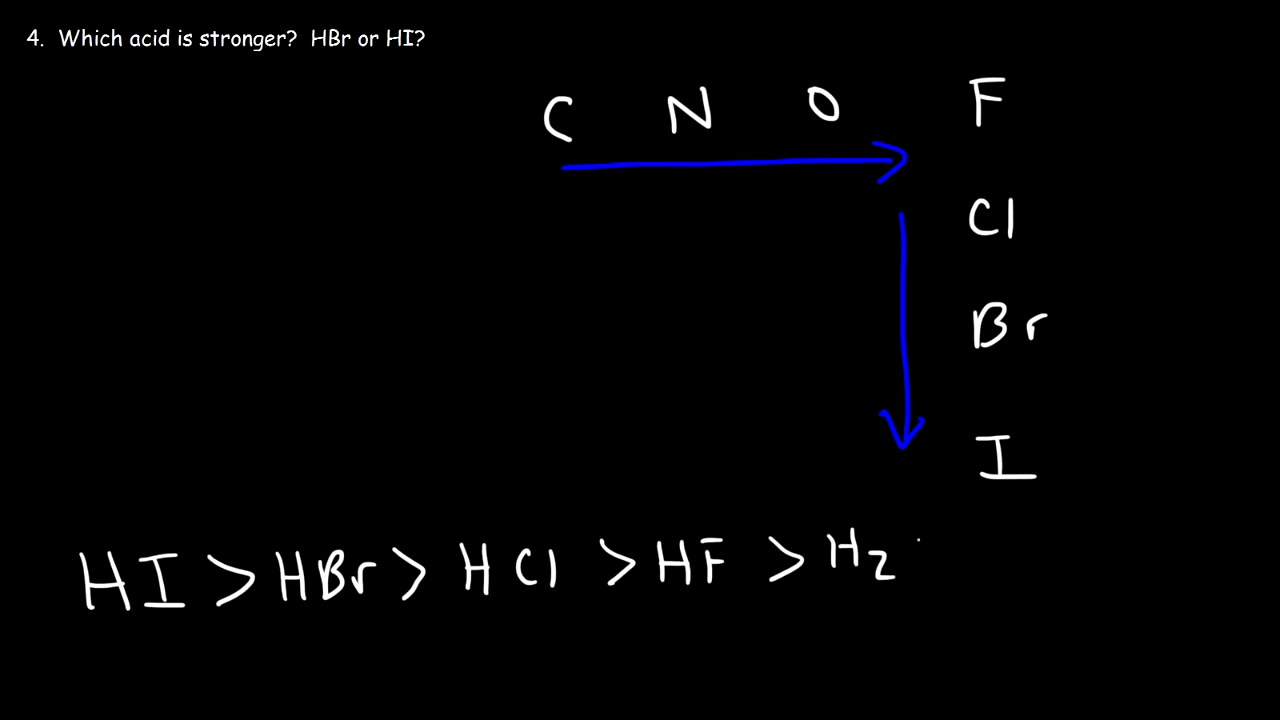 4. Which acid is stronger? HBr or HI?
C N O F
Cl
Br
I
HI > HBr > HCl > HF > H2